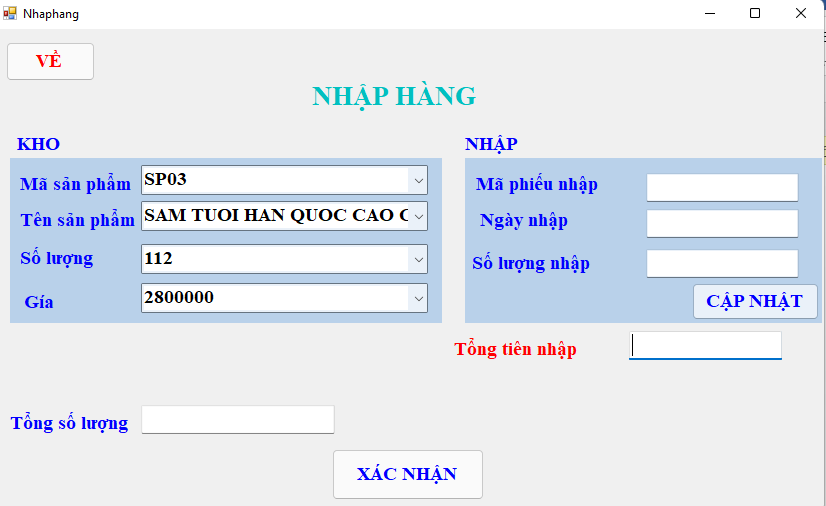 Nhaphang
VỀ
NHẬP HÀNG
KHO
Mã sản phẩm SP03
Tên sản phẩm SAM TUOI HAN QUOC CAO
Số lượng 112
Gía 2800000
NHẬP
Mã phiếu nhập
Ngày nhập
Số lượng nhập
CẬP NHẬT
Tổng tiên nhập
Tổng số lượng
XÁC NHẬN